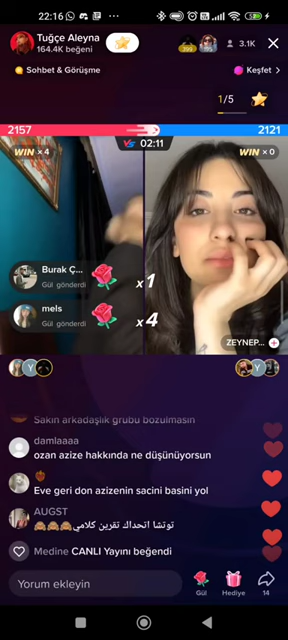 22:16
Tuğçe Aleyna
164.4K beğeni
3.1K
Sohbet & Görüşme
Keşfet >
1/5
2157
VS
2121
WIN x 4
02:11
WIN x 0
Burak Ç...
Gül gönderdi
x1
mels
Gül gönderdi
x4
ZEYNEP...
Sakın arkadaşlık grubu bozulmasın
damlaaaa
ozan azize hakkında ne düşünüyorsun
Eve geri don azizenin sacini basini yol
AUGST
توتشا اتحداك تقرين كلامي🙈🙈🙈
Medine CANLI Yayını beğendi
Yorum ekleyin
Gül
Hediye
14